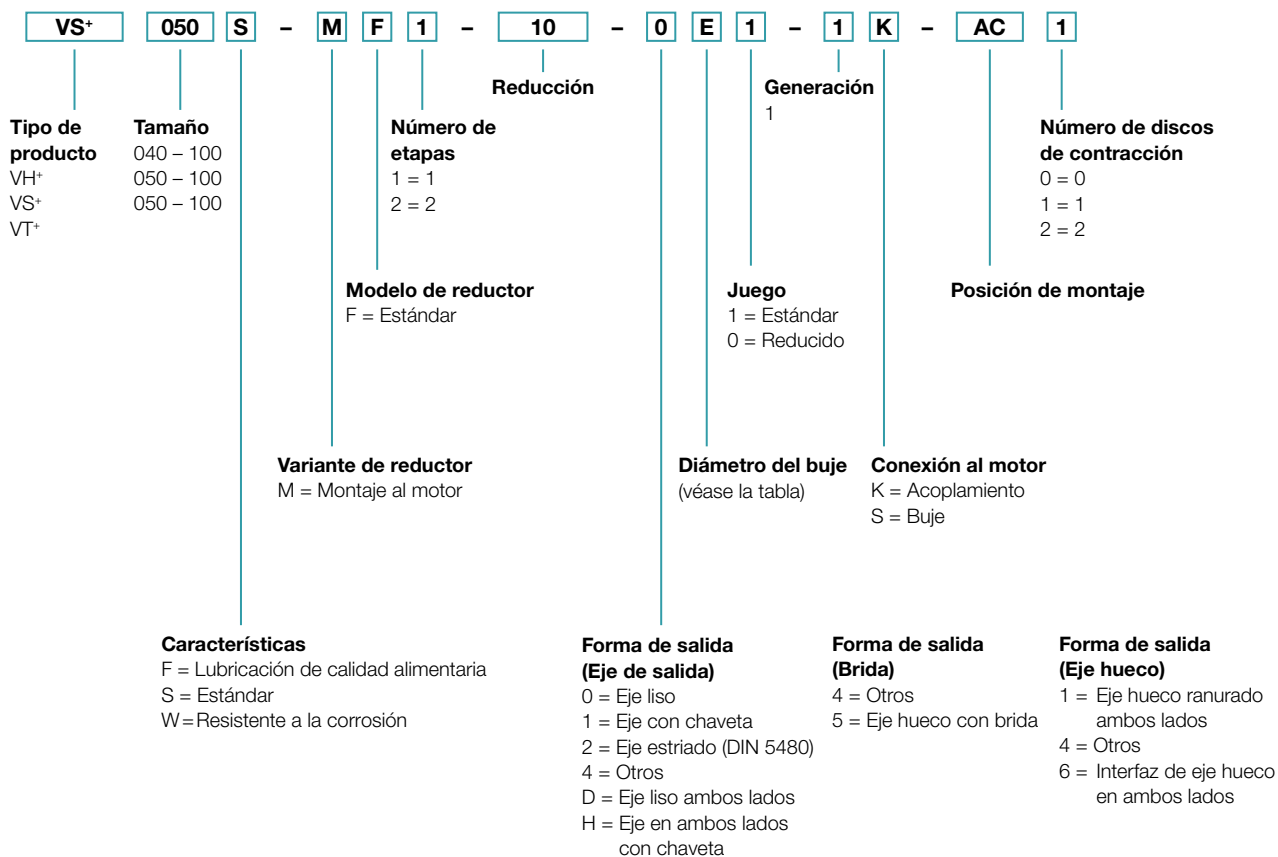 VS+ 050 S – M F 1 – 10 – 0 E 1 – 1 K – AC 1
Reducción
Generación
1
Tipo de
producto
VH+
VS+
VT+
Tamaño
040 – 100
050 – 100
050 – 100
Número de
etapas
1 = 1
2 = 2
Número de discos
de contracción
0 = 0
1 = 1
2 = 2
Modelo de reductor
F = Estándar
Juego
1 = Estándar
0 = Reducido
Posición de montaje
Variante de reductor
M = Montaje al motor
Diámetro del buje
(véase la tabla)
Conexión al motor
K = Acoplamiento
S = Buje
Características
F = Lubricación de calidad alimentaria
S = Estándar
W = Resistente a la corrosión
Forma de salida
(Eje de salida)
0 = Eje liso
1 = Eje con chaveta
2 = Eje estriado (DIN 5480)
4 = Otros
D = Eje liso ambos lados
H = Eje en ambos lados
con chaveta
Forma de salida
(Brida)
4 = Otros
5 = Eje hueco con brida
Forma de salida
(Eje hueco)
1 = Eje hueco ranurado
ambos lados
4 = Otros
6 = Interfaz de eje hueco
en ambos lados